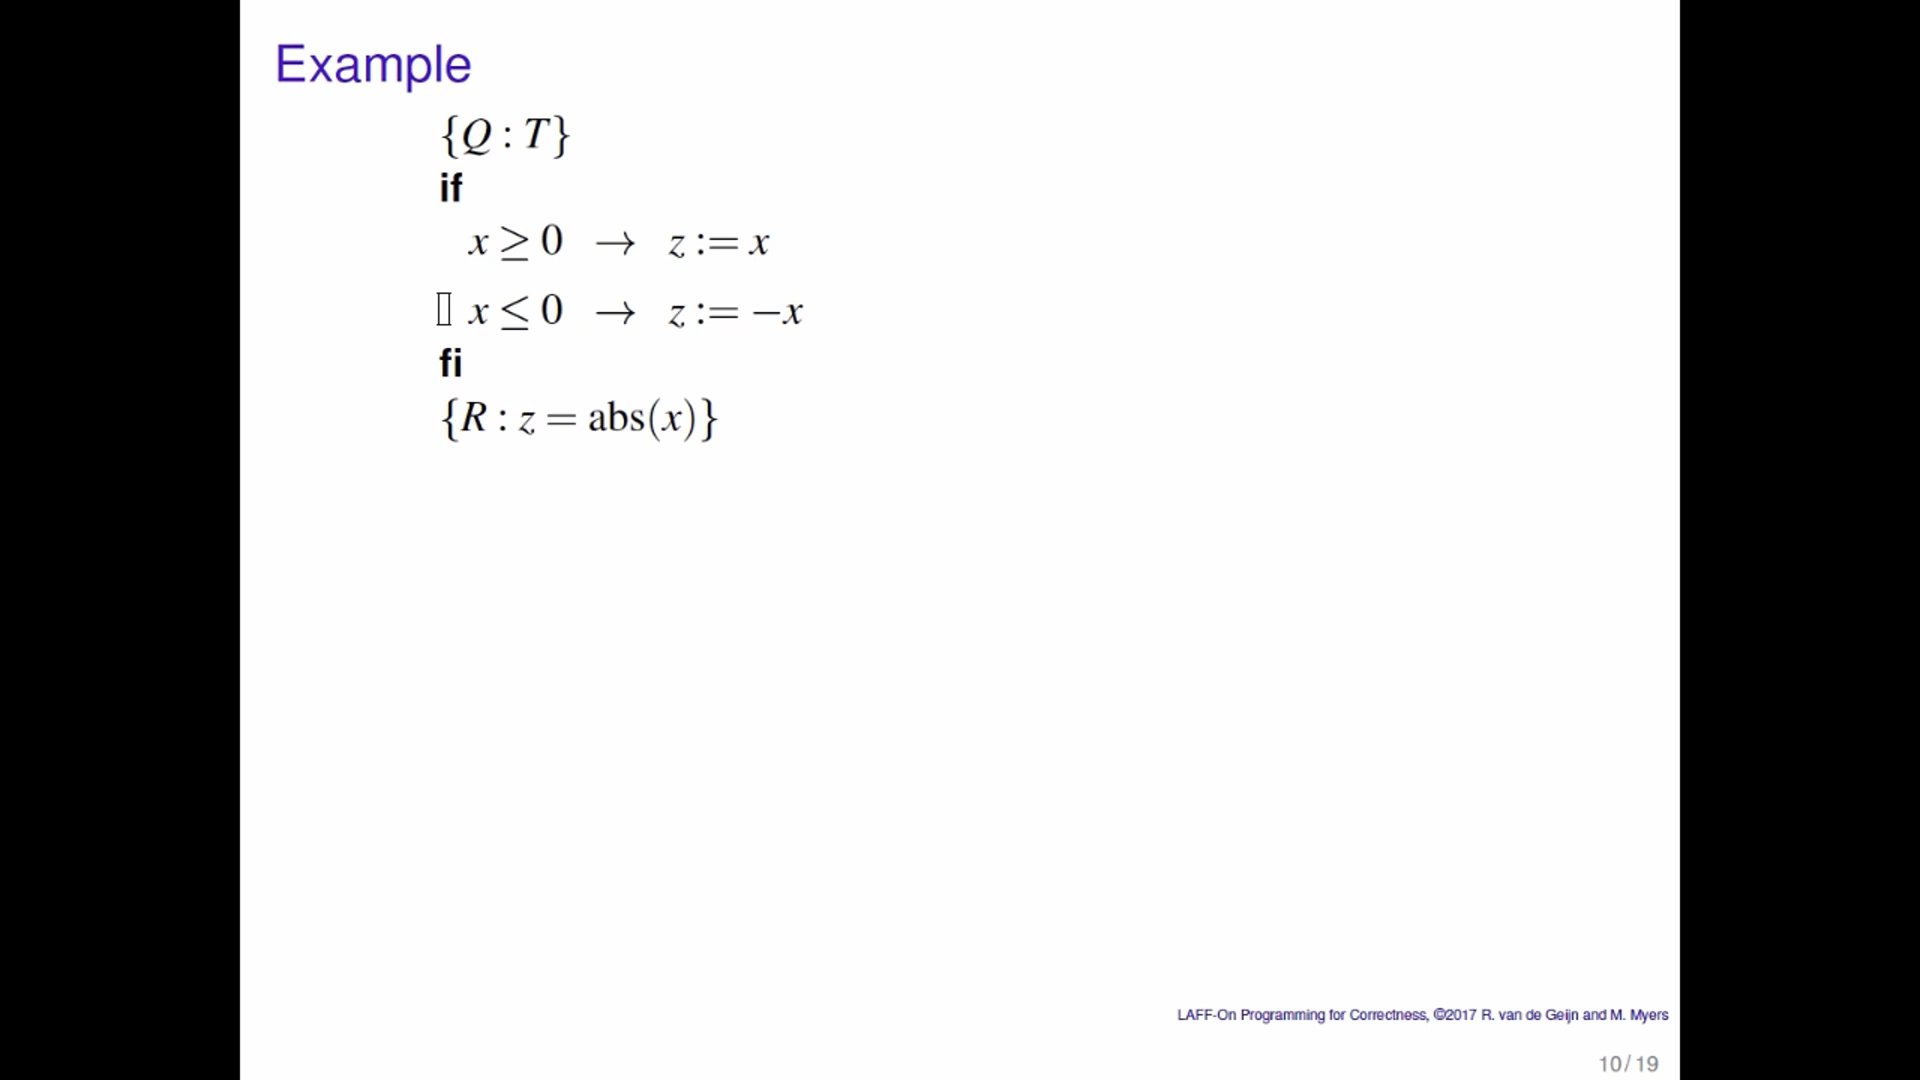 Example
{Q : T}
if
x ≥ 0 → z := x
▯ x ≤ 0 → z := −x
fi
{R : z = abs(x)}
LAFF-On Programming for Correctness, ©2017 R. van de Geijn and M. Myers
10/19